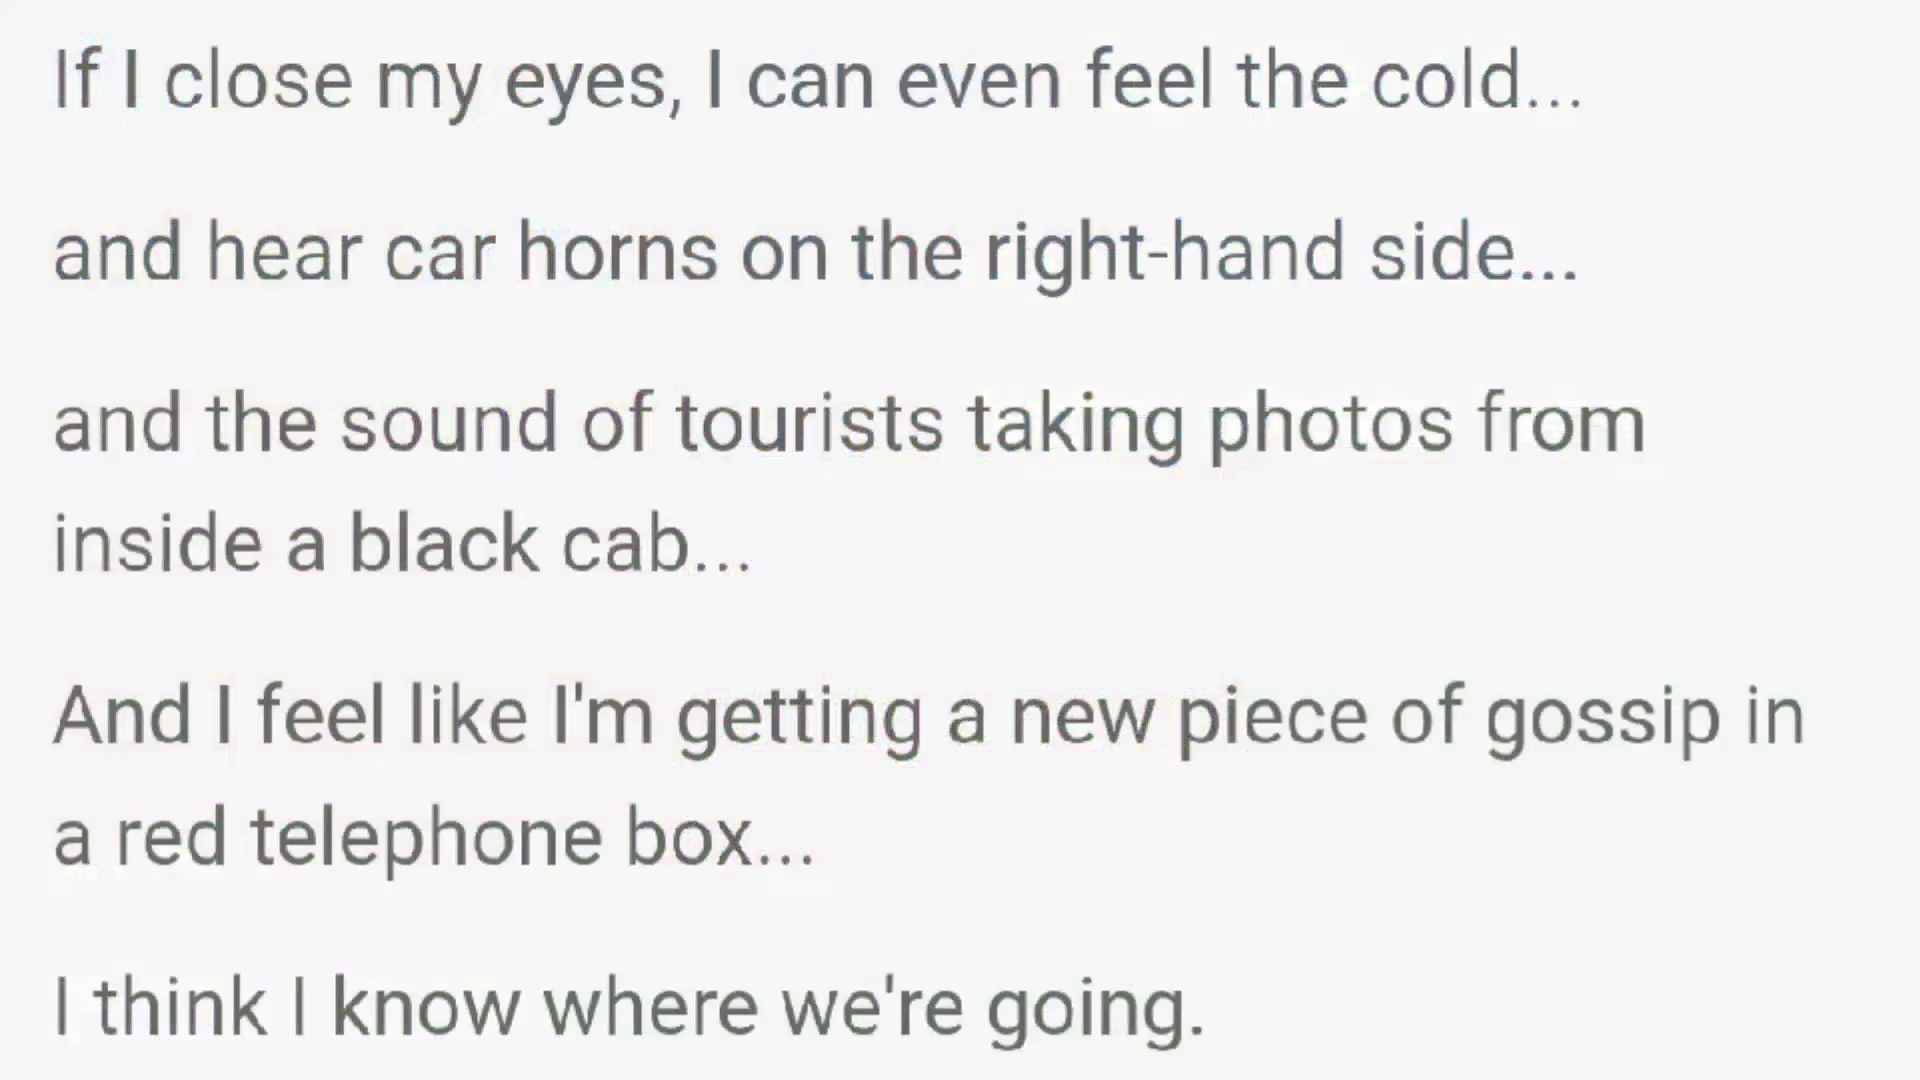 If I close my eyes, I can even feel the cold...
and hear car horns on the right-hand side...
and the sound of tourists taking photos from
inside a black cab...
And I feel like I'm getting a new piece of gossip in
a red telephone box...
I think I know where we're going.